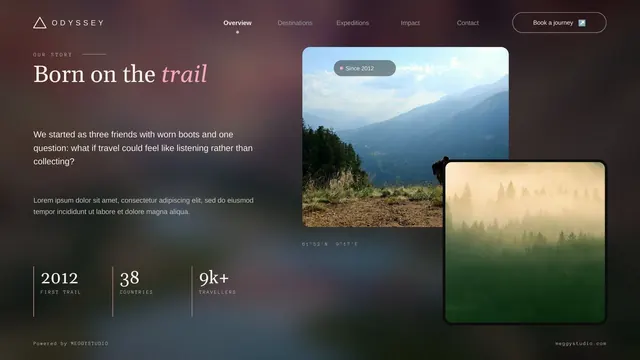 ODYSSEY
Overview
Destinations
Expeditions
Impact
Contact
Book a journey
OUR STORY
Born on the trail
Since 2012
We started as three friends with worn boots and one
question: what if travel could feel like listening rather than
collecting?
Lorem ipsum dolor sit amet, consectetur adipiscing elit, sed do eiusmod
tempor incididunt ut labore et dolore magna aliqua.
2012
FIRST TRAIL
38
COUNTRIES
9k+
TRAVELLERS
Powered by MEGGYSTUDIO
meggystudio.com